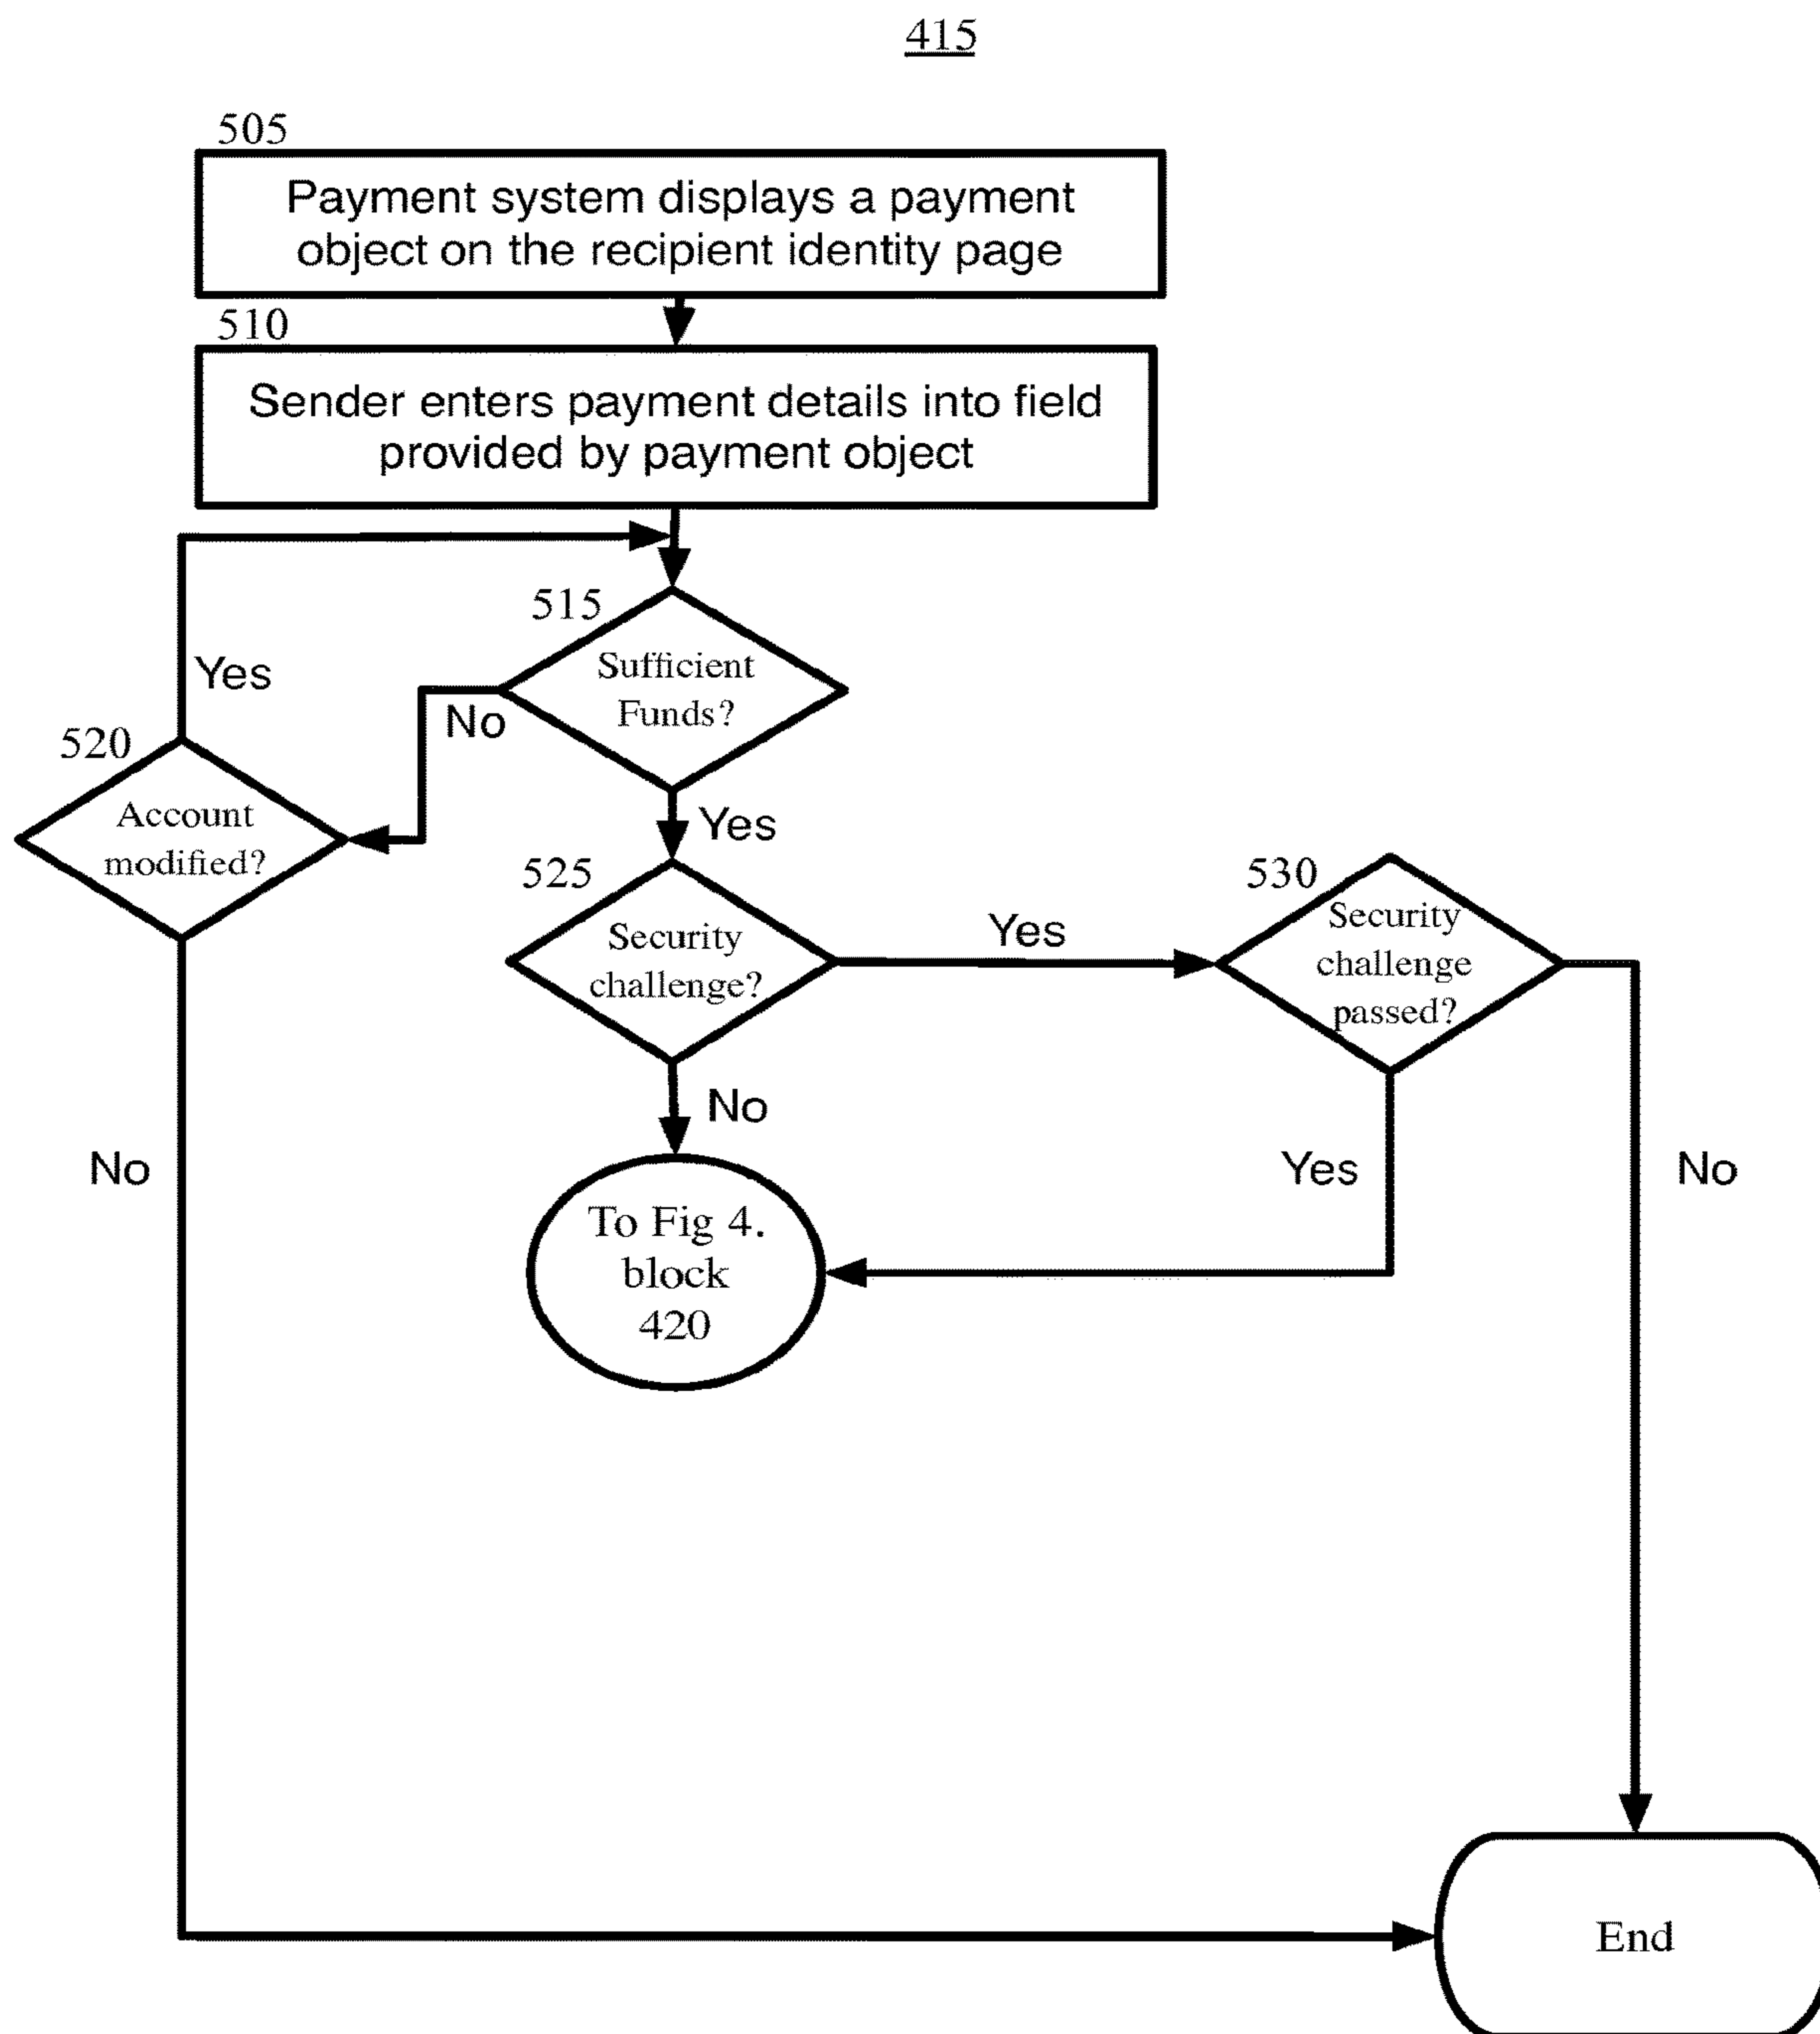 415
505
Payment system displays a payment
object on the recipient identity page
510
Sender enters payment details into field
provided by payment object
515
Sufficient
Funds?
Yes
No
520
Account
modified?
Yes
525
Security
challenge?
Yes
530
Security
challenge
passed?
No
No
Yes
No
To Fig 4.
block
420
End